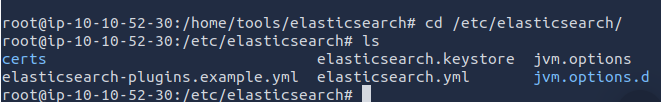 root@ip-10-10-52-30:/home/tools/elasticsearch# cd /etc/elasticsearch/
root@ip-10-10-52-30:/etc/elasticsearch# ls
certs elasticsearch.keystore jvm.options
elasticsearch-plugins.example.yml elasticsearch.yml jvm.options.d
root@ip-10-10-52-30:/etc/elasticsearch#